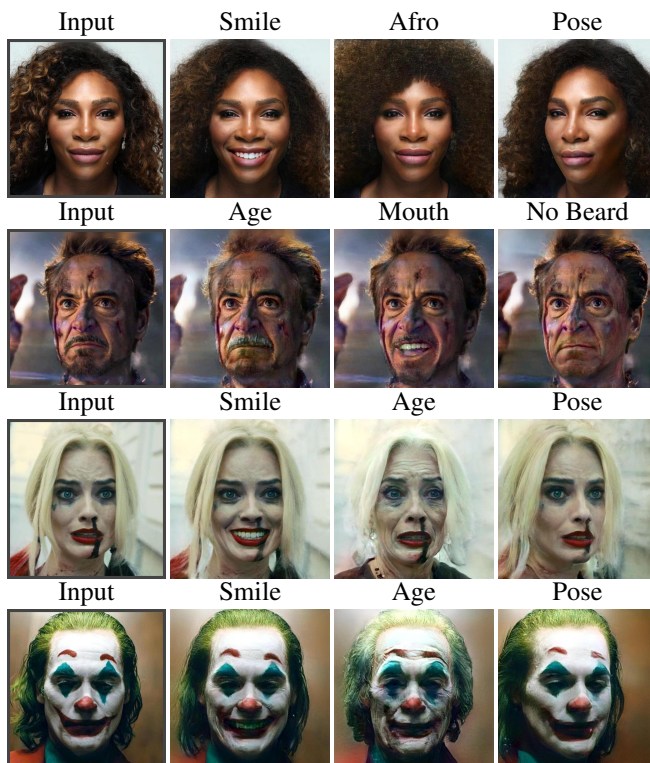 Input Smile Afro Pose
Input Age Mouth No Beard
Input Smile Age Pose
Input Smile Age Pose